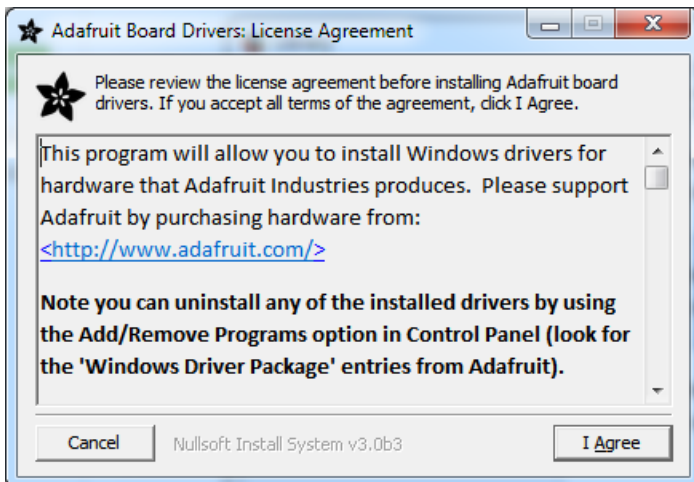 Adafruit Board Drivers: License Agreement
Please review the license agreement before installing Adafruit board
drivers. If you accept all terms of the agreement, click I Agree.
This program will allow you to install Windows drivers for
hardware that Adafruit Industries produces.  Please support
Adafruit by purchasing hardware from:
<http://www.adafruit.com/>
Note you can uninstall any of the installed drivers by using
the Add/Remove Programs option in Control Panel (look for
the 'Windows Driver Package' entries from Adafruit).
Cancel
Nullsoft Install System v3.0b3
I Agree